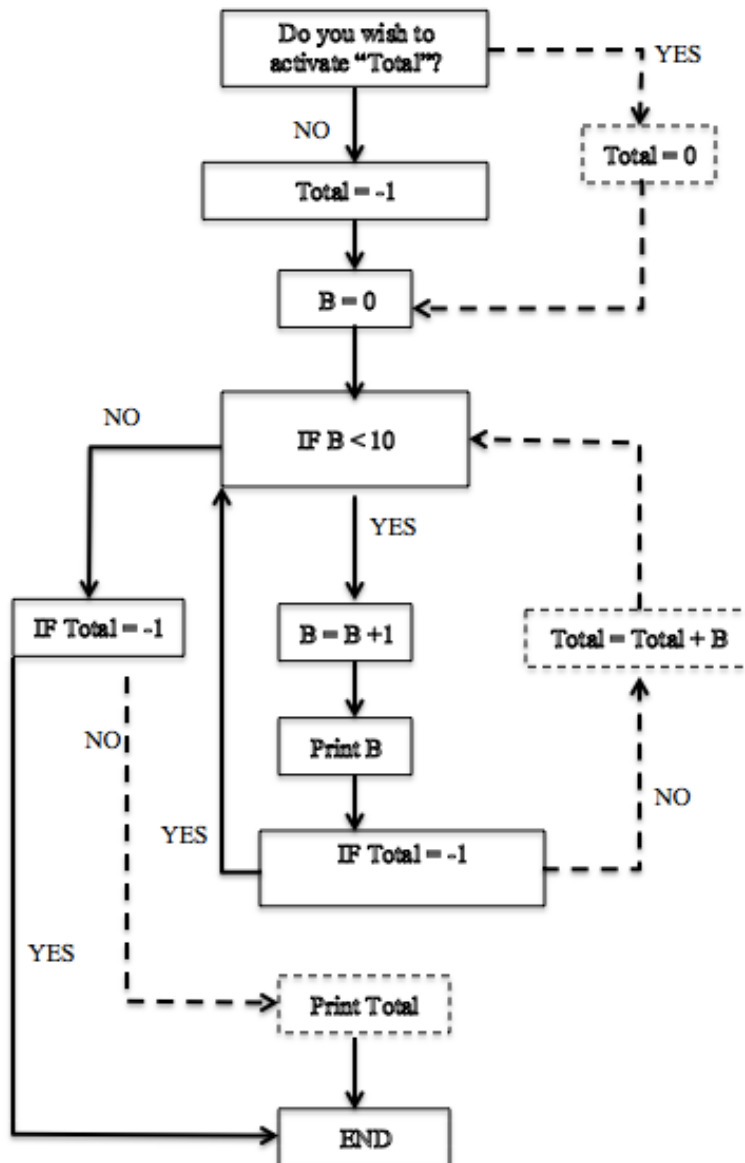 Do you wish to
activate “Total”?
YES
NO
Total = 0
Total = -1
B = 0
NO
IF B < 10
YES
IF Total = -1
B = B +1
Total = Total + B
NO
Print B
NO
YES
IF Total = -1
YES
Print Total
END